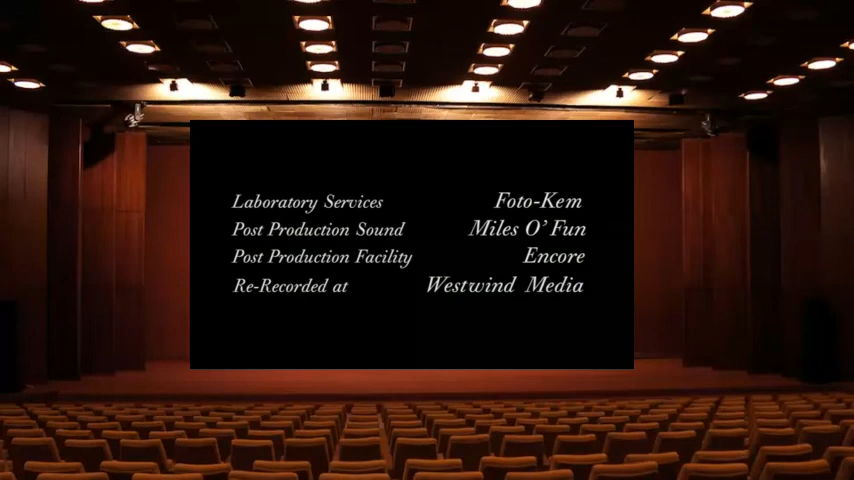 Laboratory Services Foto-Kem
Post Production Sound Miles O' Fun
Post Production Facility Encore
Re-Recorded at Westwind Media